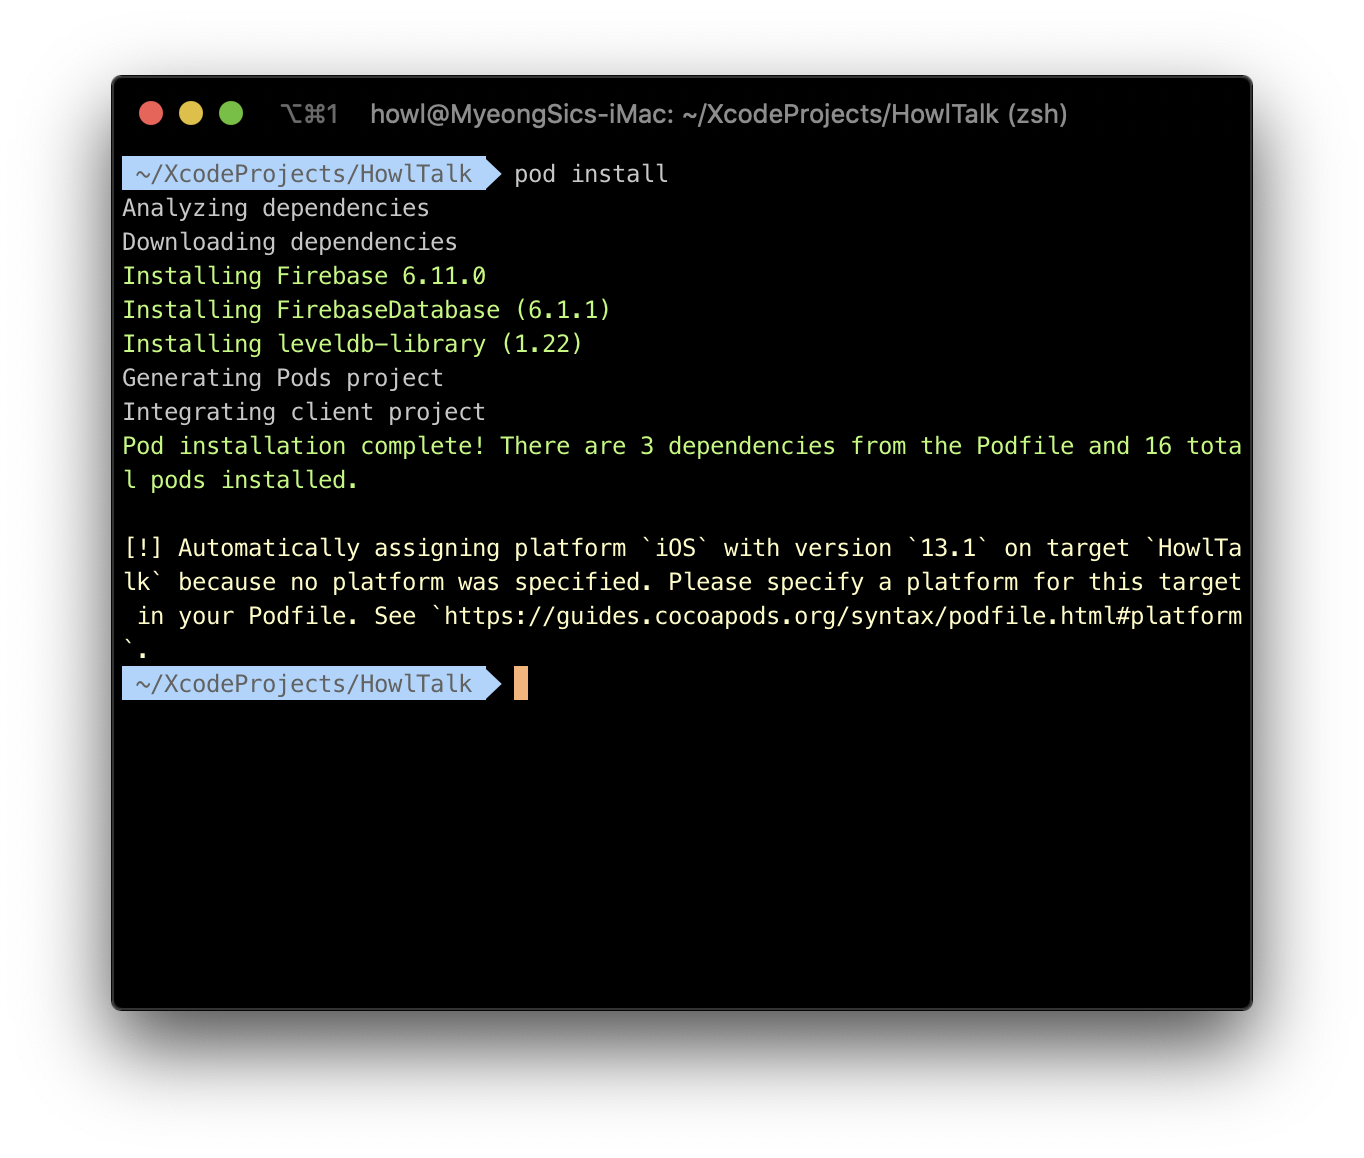 ⌥⌘1 howl@MyeongSics-iMac: ~/XcodeProjects/HowlTalk (zsh)
~/XcodeProjects/HowlTalk pod install
Analyzing dependencies
Downloading dependencies
Installing Firebase 6.11.0
Installing FirebaseDatabase (6.1.1)
Installing leveldb-library (1.22)
Generating Pods project
Integrating client project
Pod installation complete! There are 3 dependencies from the Podfile and 16 tota
l pods installed.
[!] Automatically assigning platform `iOS` with version `13.1` on target `HowlTa
lk` because no platform was specified. Please specify a platform for this target
 in your Podfile. See `https://guides.cocoapods.org/syntax/podfile.html#platform
`.
~/XcodeProjects/HowlTalk